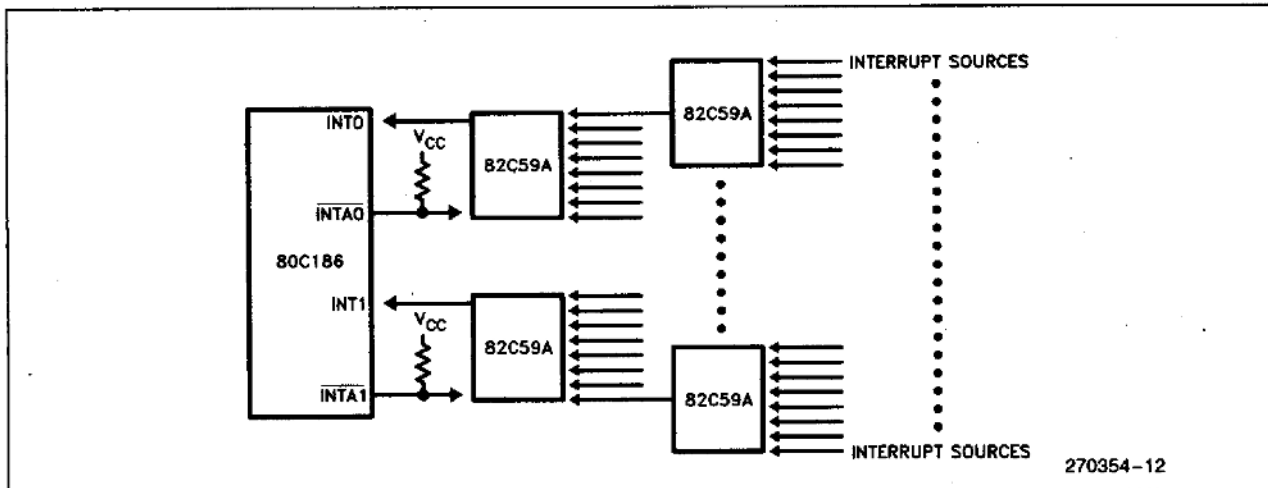 INTERRUPT SOURCES
82C59A
INT0
VCC
82C59A
INTA0
80C186
INT1
VCC
82C59A
INTA1
82C59A
INTERRUPT SOURCES
270354-12